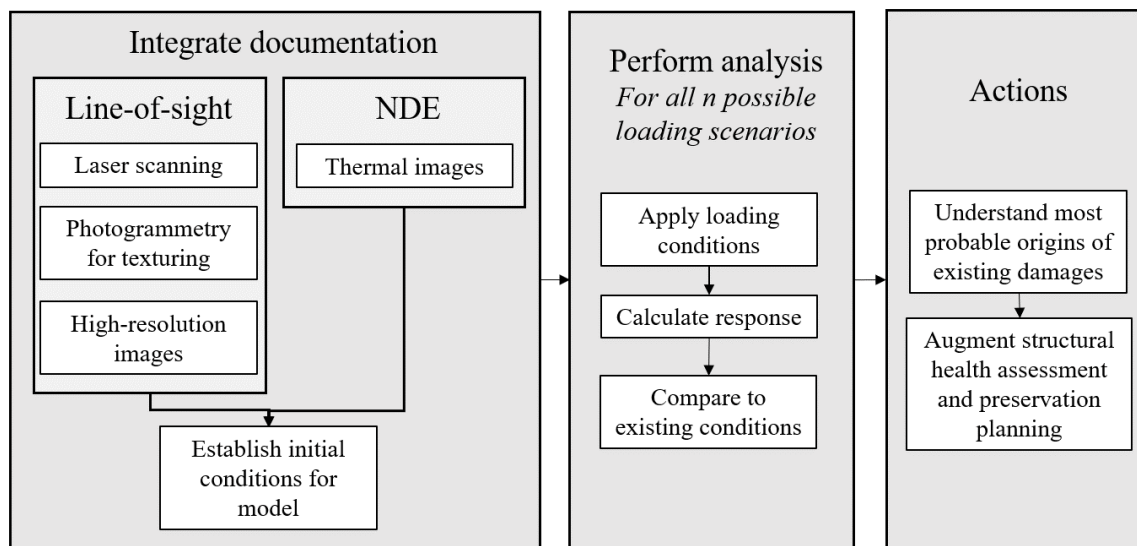 Integrate documentation
Line-of-sight
Laser scanning
Photogrammetry
for texturing
High-resolution
images
NDE
Thermal images
Establish initial
conditions for
model
Perform analysis
For all n possible
loading scenarios
Apply loading
conditions
Calculate response
Compare to
existing conditions
Actions
Understand most
probable origins of
existing damages
Augment structural
health assessment
and preservation
planning